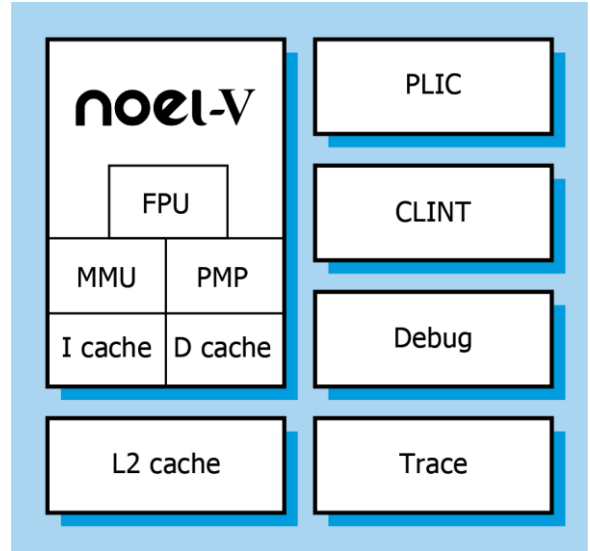 noel-V
FPU
MMU PMP
I cache D cache
L2 cache
PLIC
CLINT
Debug
Trace